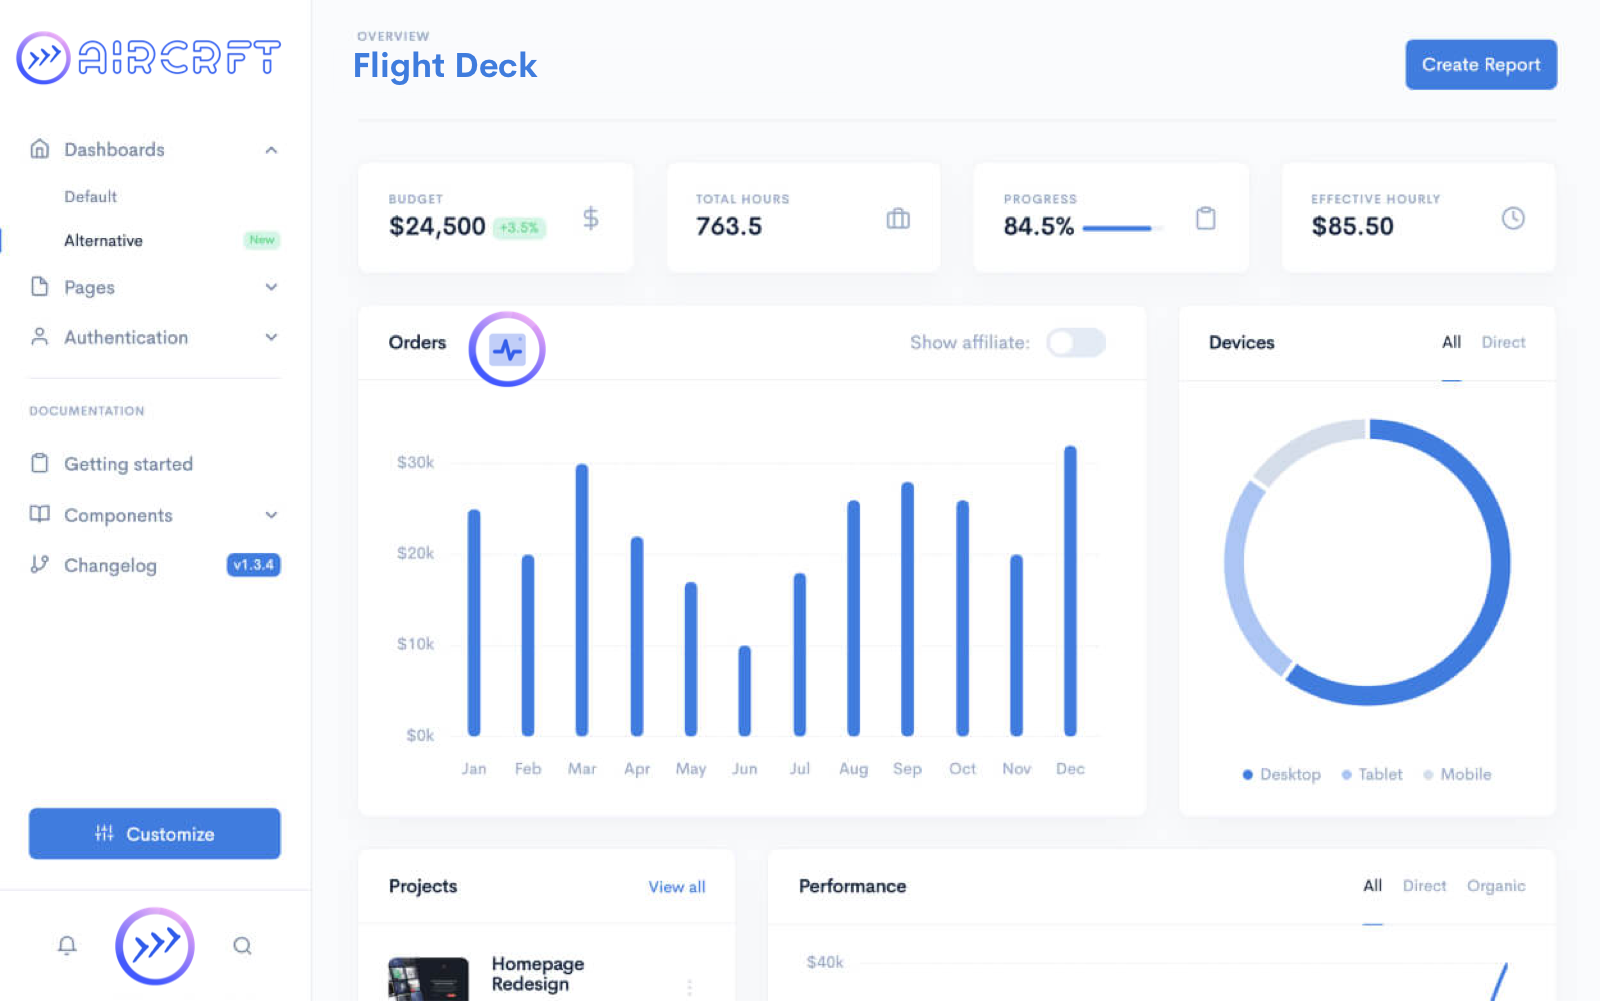 AIRCRFT
Dashboards
Default
Alternative New
Pages
Authentication
DOCUMENTATION
Getting started
Components
Changelog v1.3.4
Customize
OVERVIEW
Flight Deck
Create Report
BUDGET
$24,500 +3.5%
TOTAL HOURS
763.5
PROGRESS
84.5%
EFFECTIVE HOURLY
$85.50
Orders
Show affiliate:
$30k
$20k
$10k
$0k
Jan Feb Mar Apr May Jun Jul Aug Sep Oct Nov Dec
Devices
All Direct
Desktop Tablet Mobile
Projects
View all
Homepage
Redesign
Performance
All Direct Organic
$40k